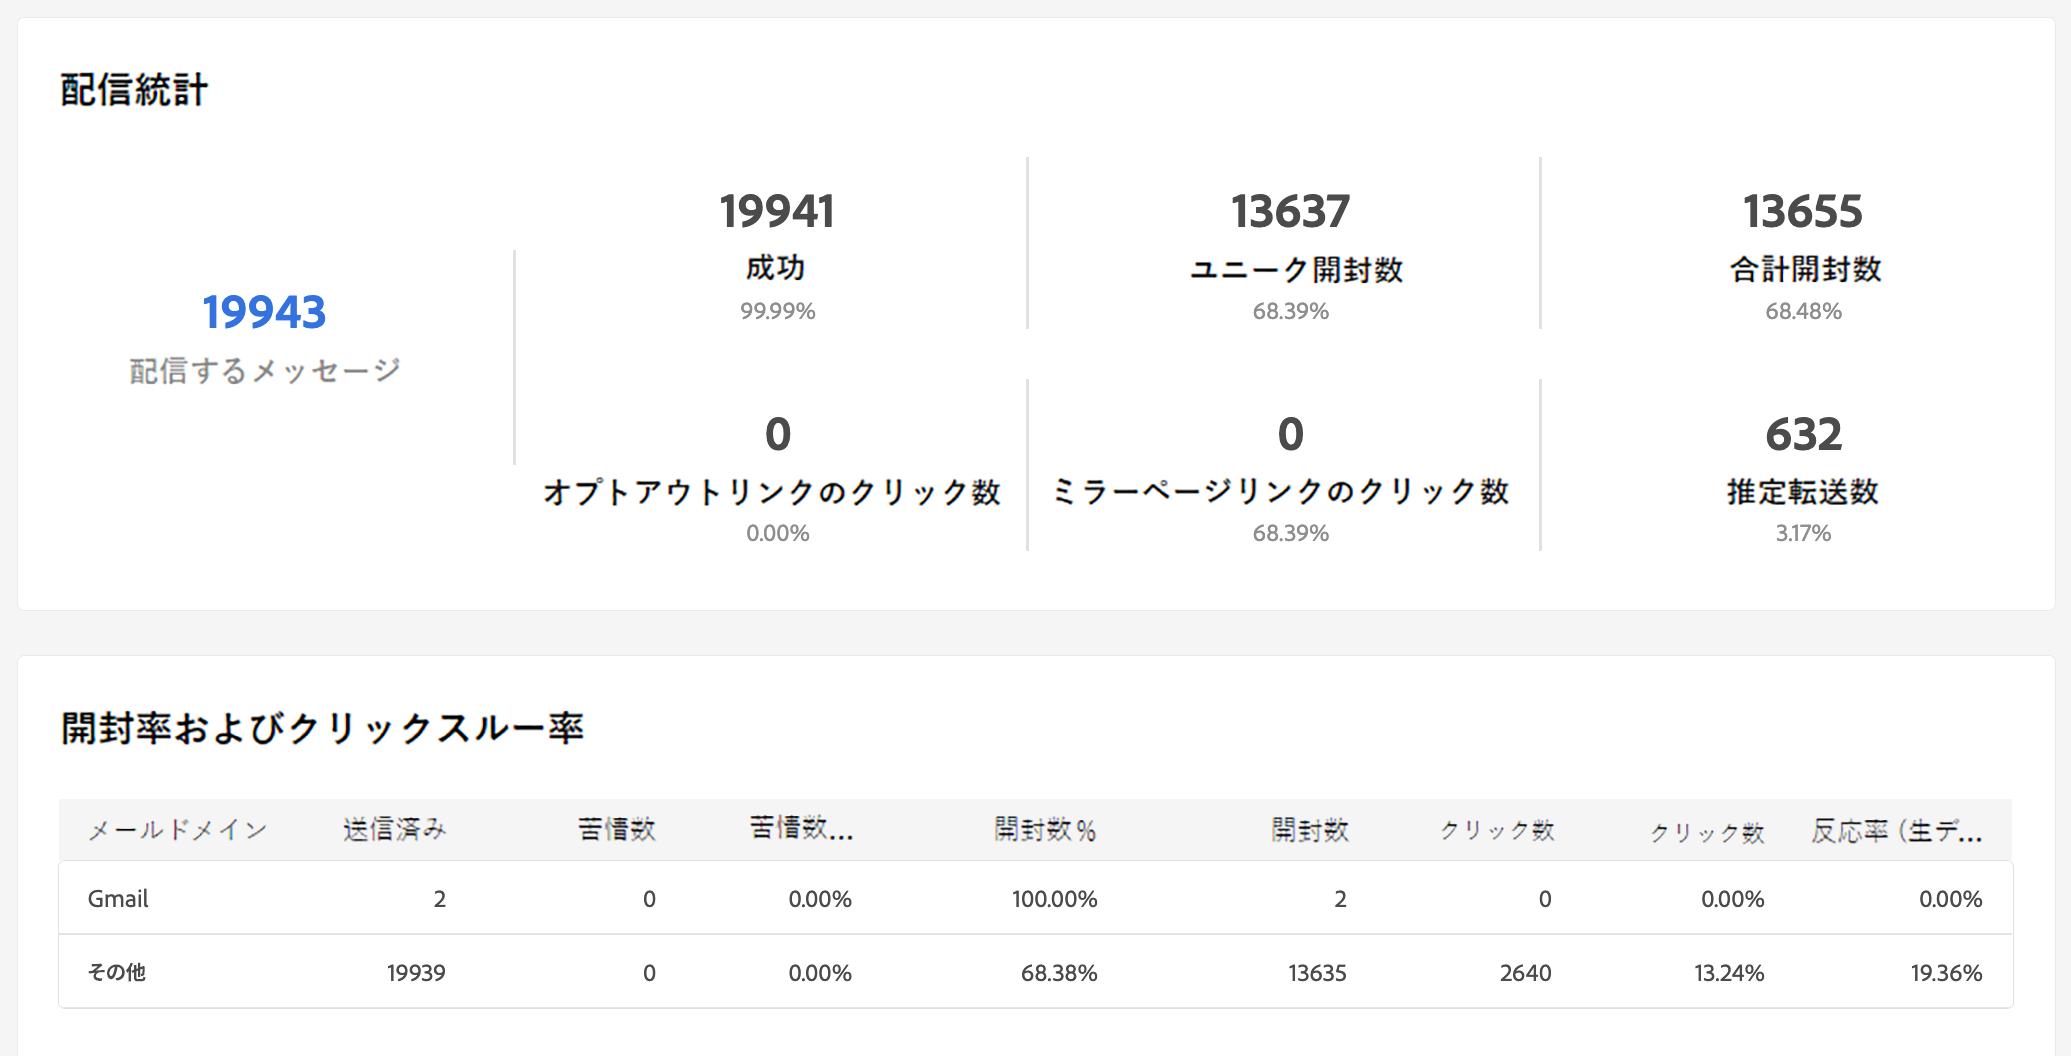 配信統計
19943
配信するメッセージ
19941
成功
99.99%
13637
ユニーク開封数
68.39%
13655
合計開封数
68.48%
0
オプトアウトリンクのクリック数
0.00%
0
ミラーページリンクのクリック数
68.39%
632
推定転送数
3.17%
開封率およびクリックスルー率
メールドメイン 送信済み 苦情数 苦情数... 開封数% 開封数 クリック数 クリック数 反応率 (生デ...
Gmail 2 0 0.00% 100.00% 2 0 0.00% 0.00%
その他 19939 0 0.00% 68.38% 13635 2640 13.24% 19.36%